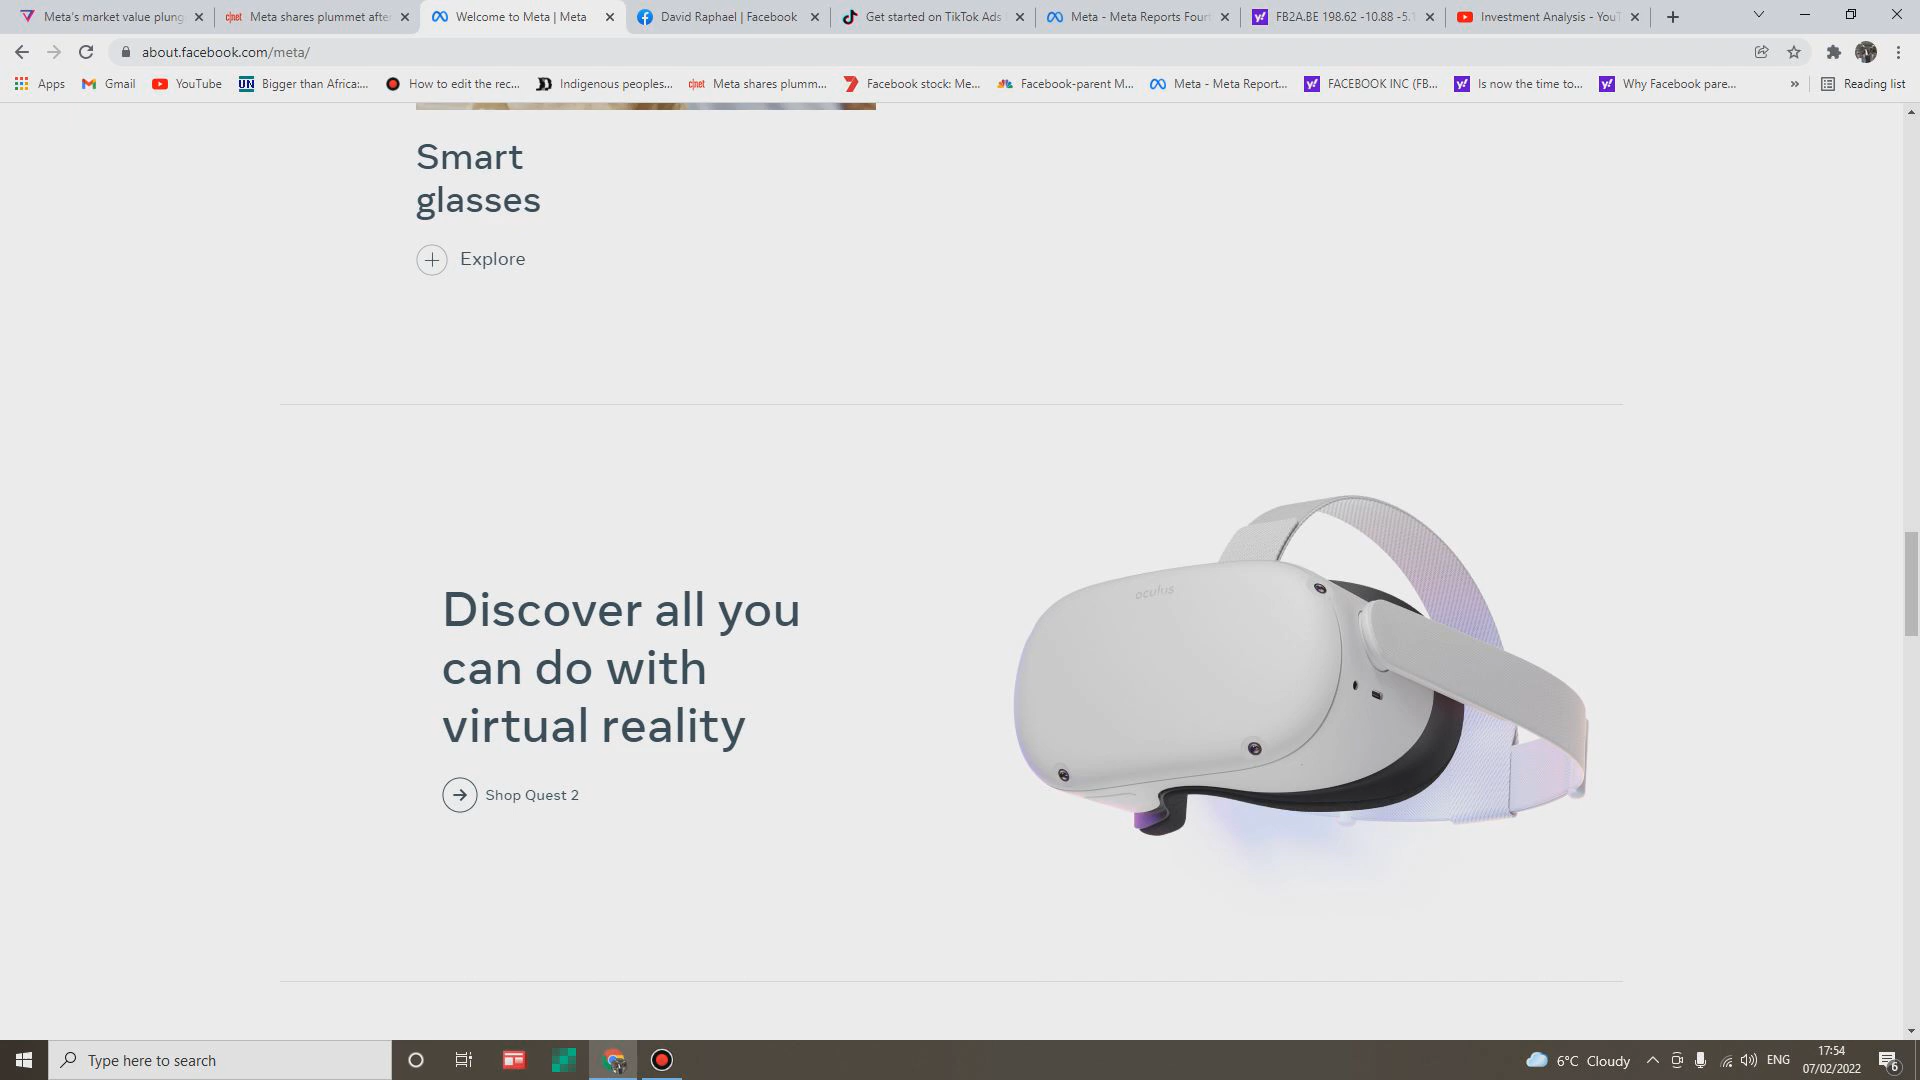 Meta's market value plung
Meta shares plummet afte
Welcome to Meta | Meta
David Raphael | Facebook
Get started on TikTok Ads
Meta - Meta Reports Fourt
FB2A.BE 198.62 -10.88 -5.1
Investment Analysis - YouT
about.facebook.com/meta/
Apps
Gmail
YouTube
Bigger than Africa:...
How to edit the rec...
Indigenous peoples...
Meta shares plumm...
Facebook stock: Me...
Facebook-parent M...
Meta - Meta Report...
FACEBOOK INC (FB...
Is now the time to...
Why Facebook pare...
Reading list
Smart
glasses
Explore
oculus
Discover all you
can do with
virtual reality
Shop Quest 2
Type here to search
6°C Cloudy
ENG
17:54
07/02/2022
6